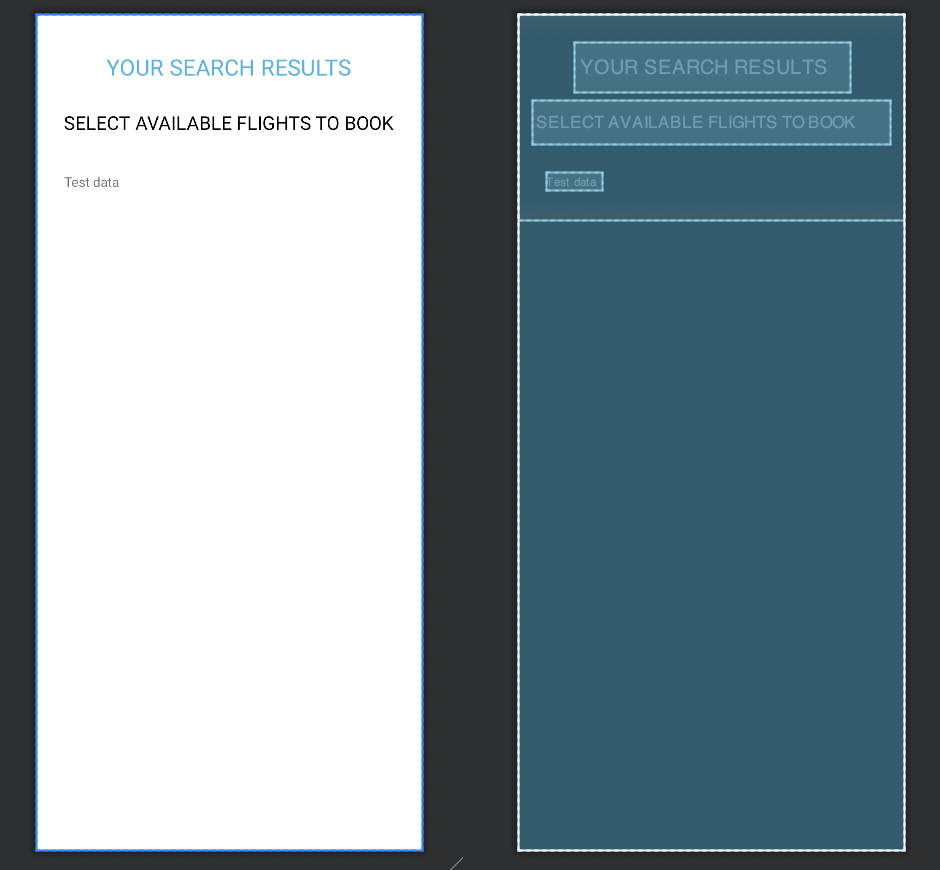 YOUR SEARCH RESULTS
SELECT AVAILABLE FLIGHTS TO BOOK
Test data
YOUR SEARCH RESULTS
SELECT AVAILABLE FLIGHTS TO BOOK
Test data